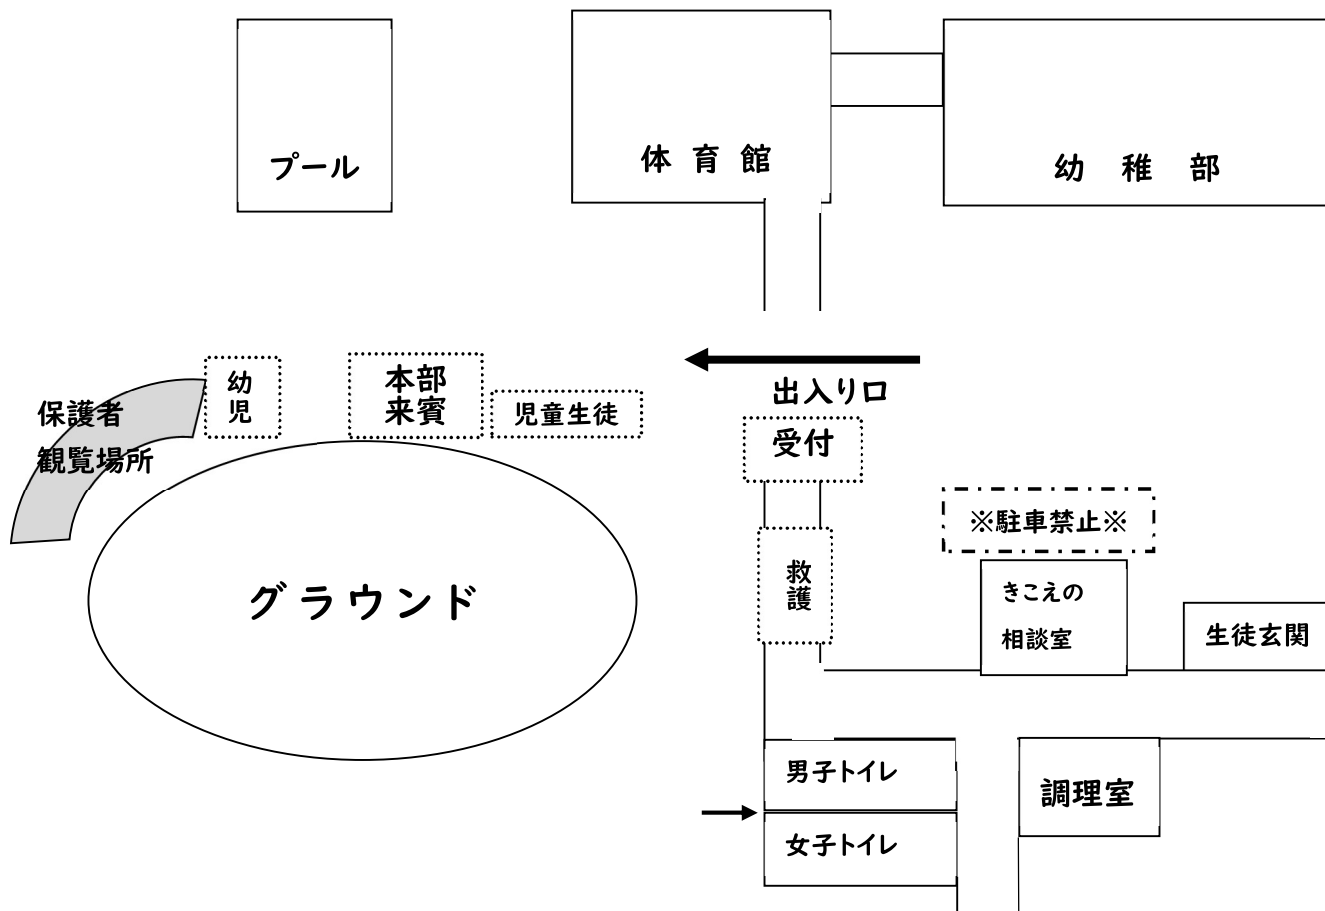 プール
体育館
幼稚部
出入り口
保護者
観覧場所
幼
児
本部
来賓
児童生徒
受付
※駐車禁止※
救
護
グラウンド
きこえの
相談室
生徒玄関
男子トイレ
調理室
女子トイレ